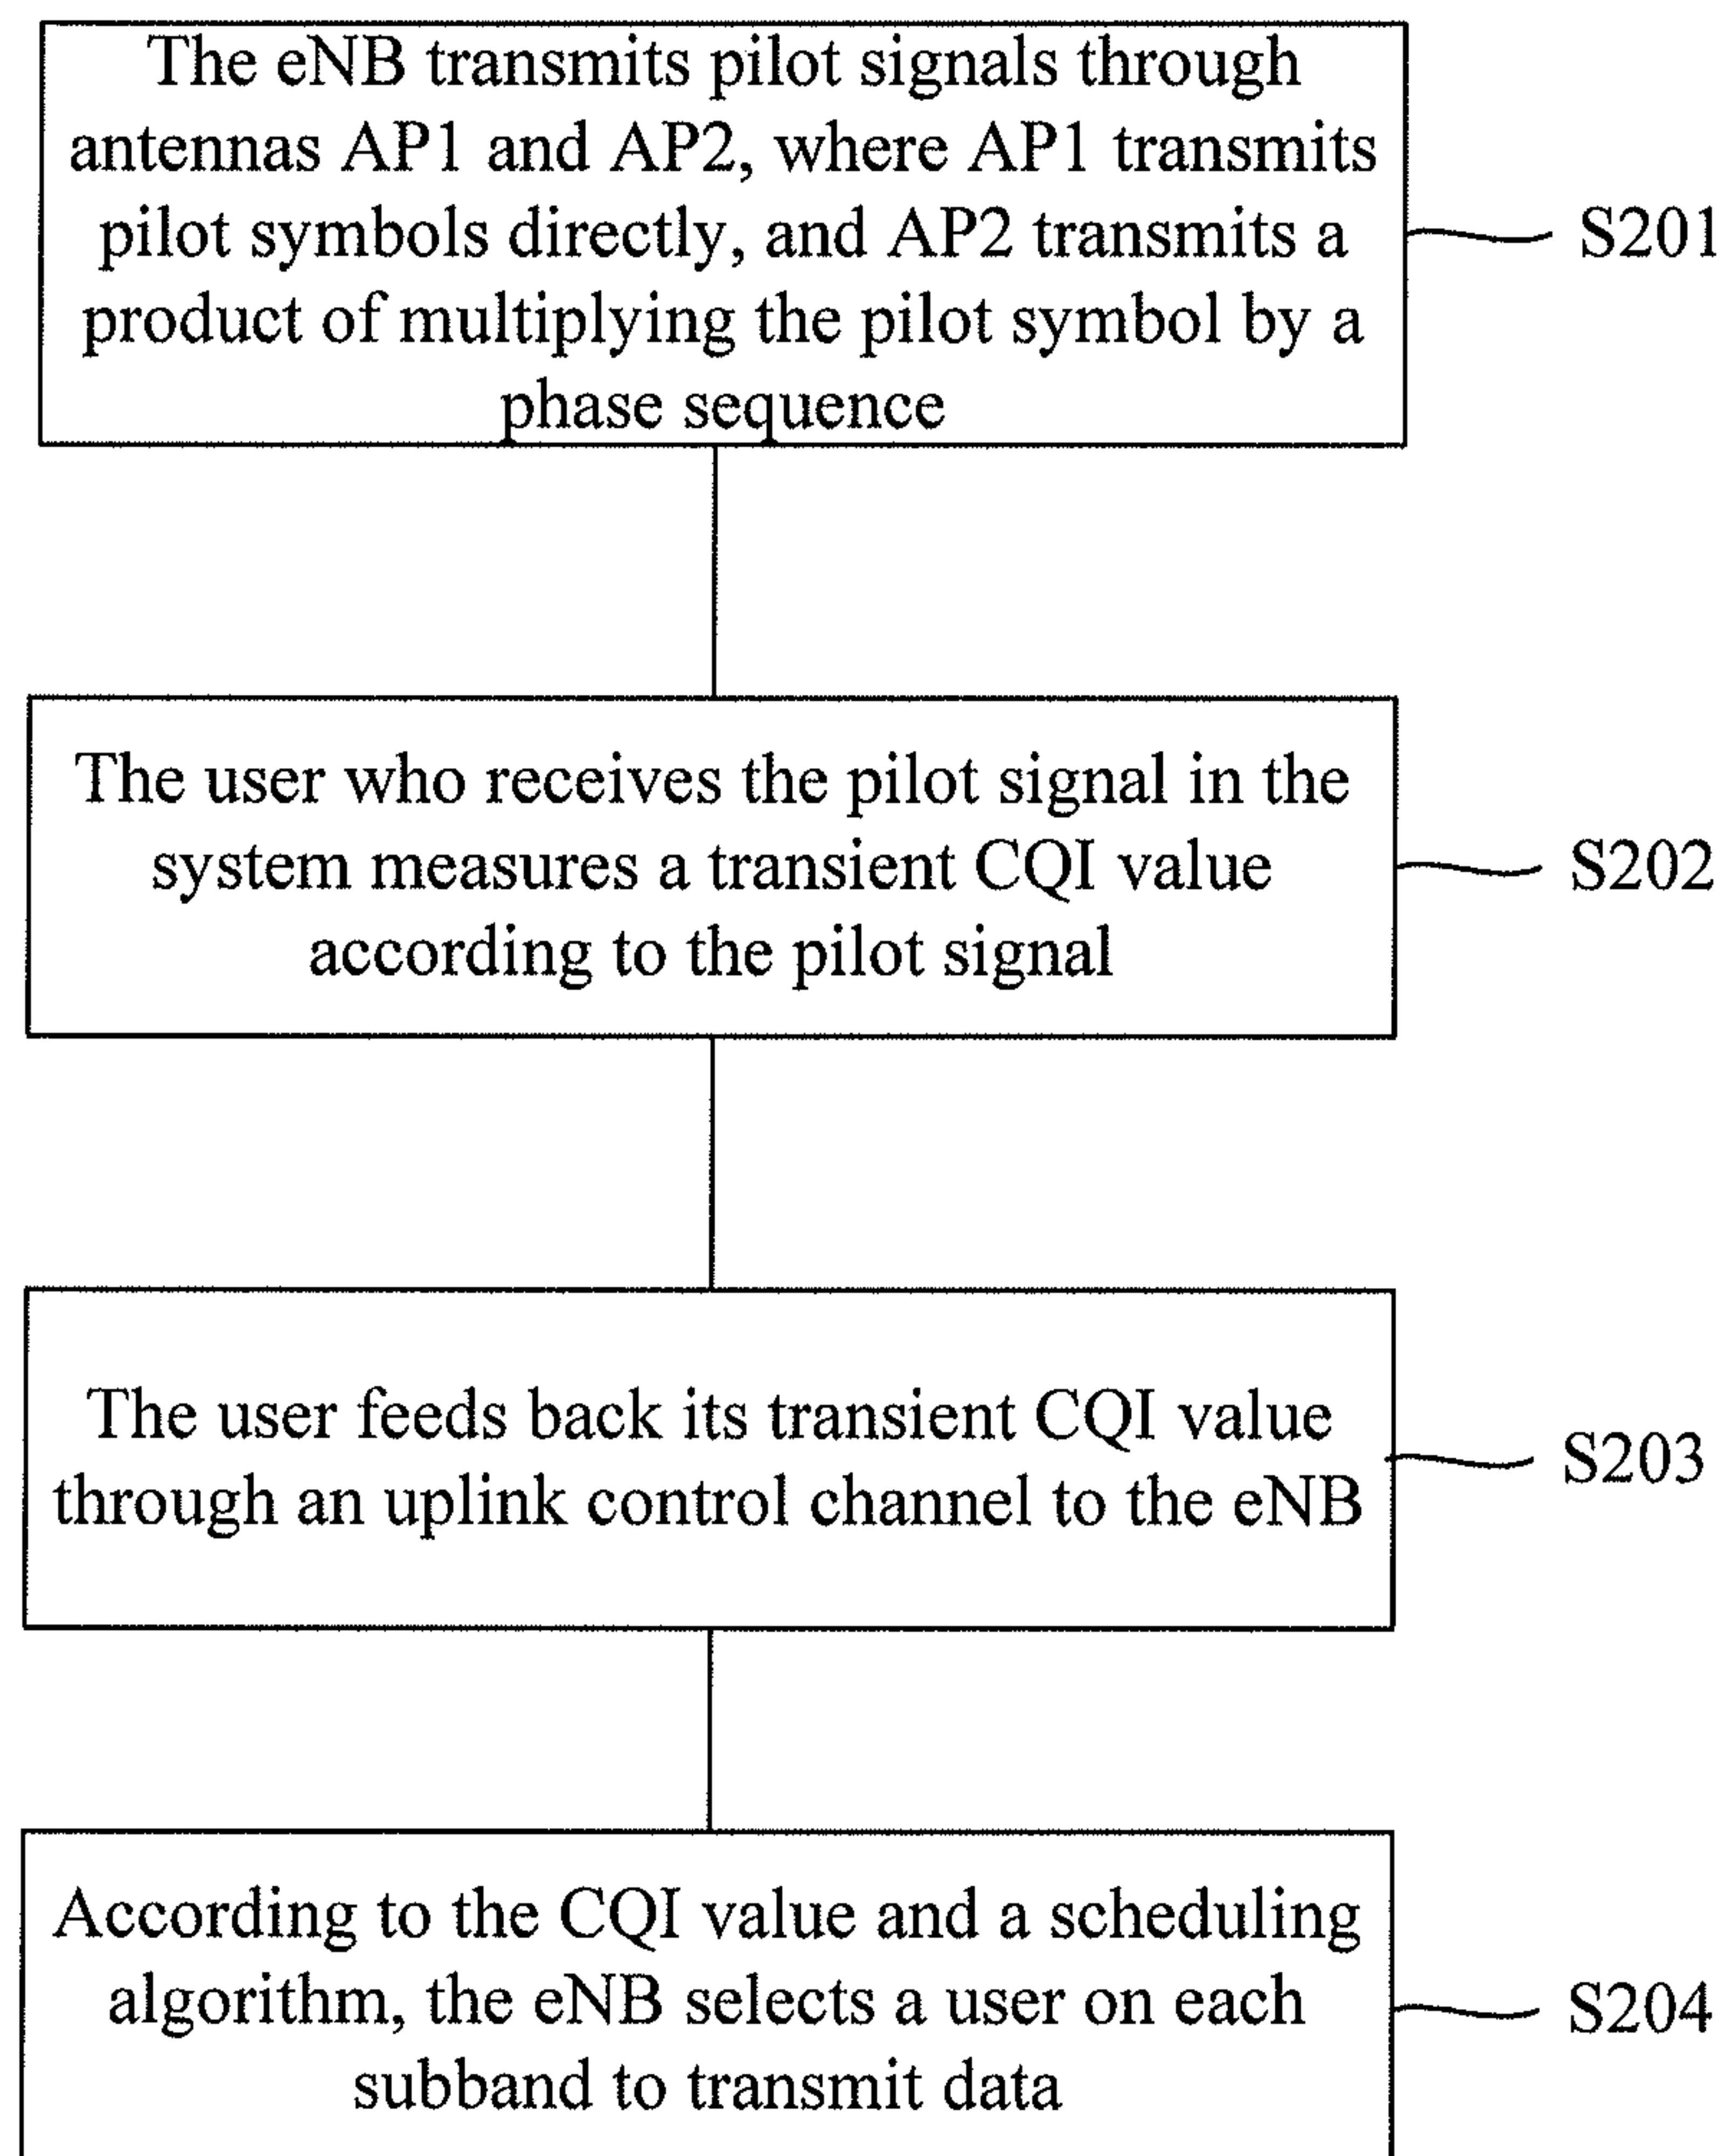 The eNB transmits pilot signals through
antennas AP1 and AP2, where AP1 transmits
pilot symbols directly, and AP2 transmits a
product of multiplying the pilot symbol by a
phase sequence
S201
The user who receives the pilot signal in the
system measures a transient CQI value
according to the pilot signal
S202
The user feeds back its transient CQI value
through an uplink control channel to the eNB
S203
According to the CQI value and a scheduling
algorithm, the eNB selects a user on each
subband to transmit data
S204